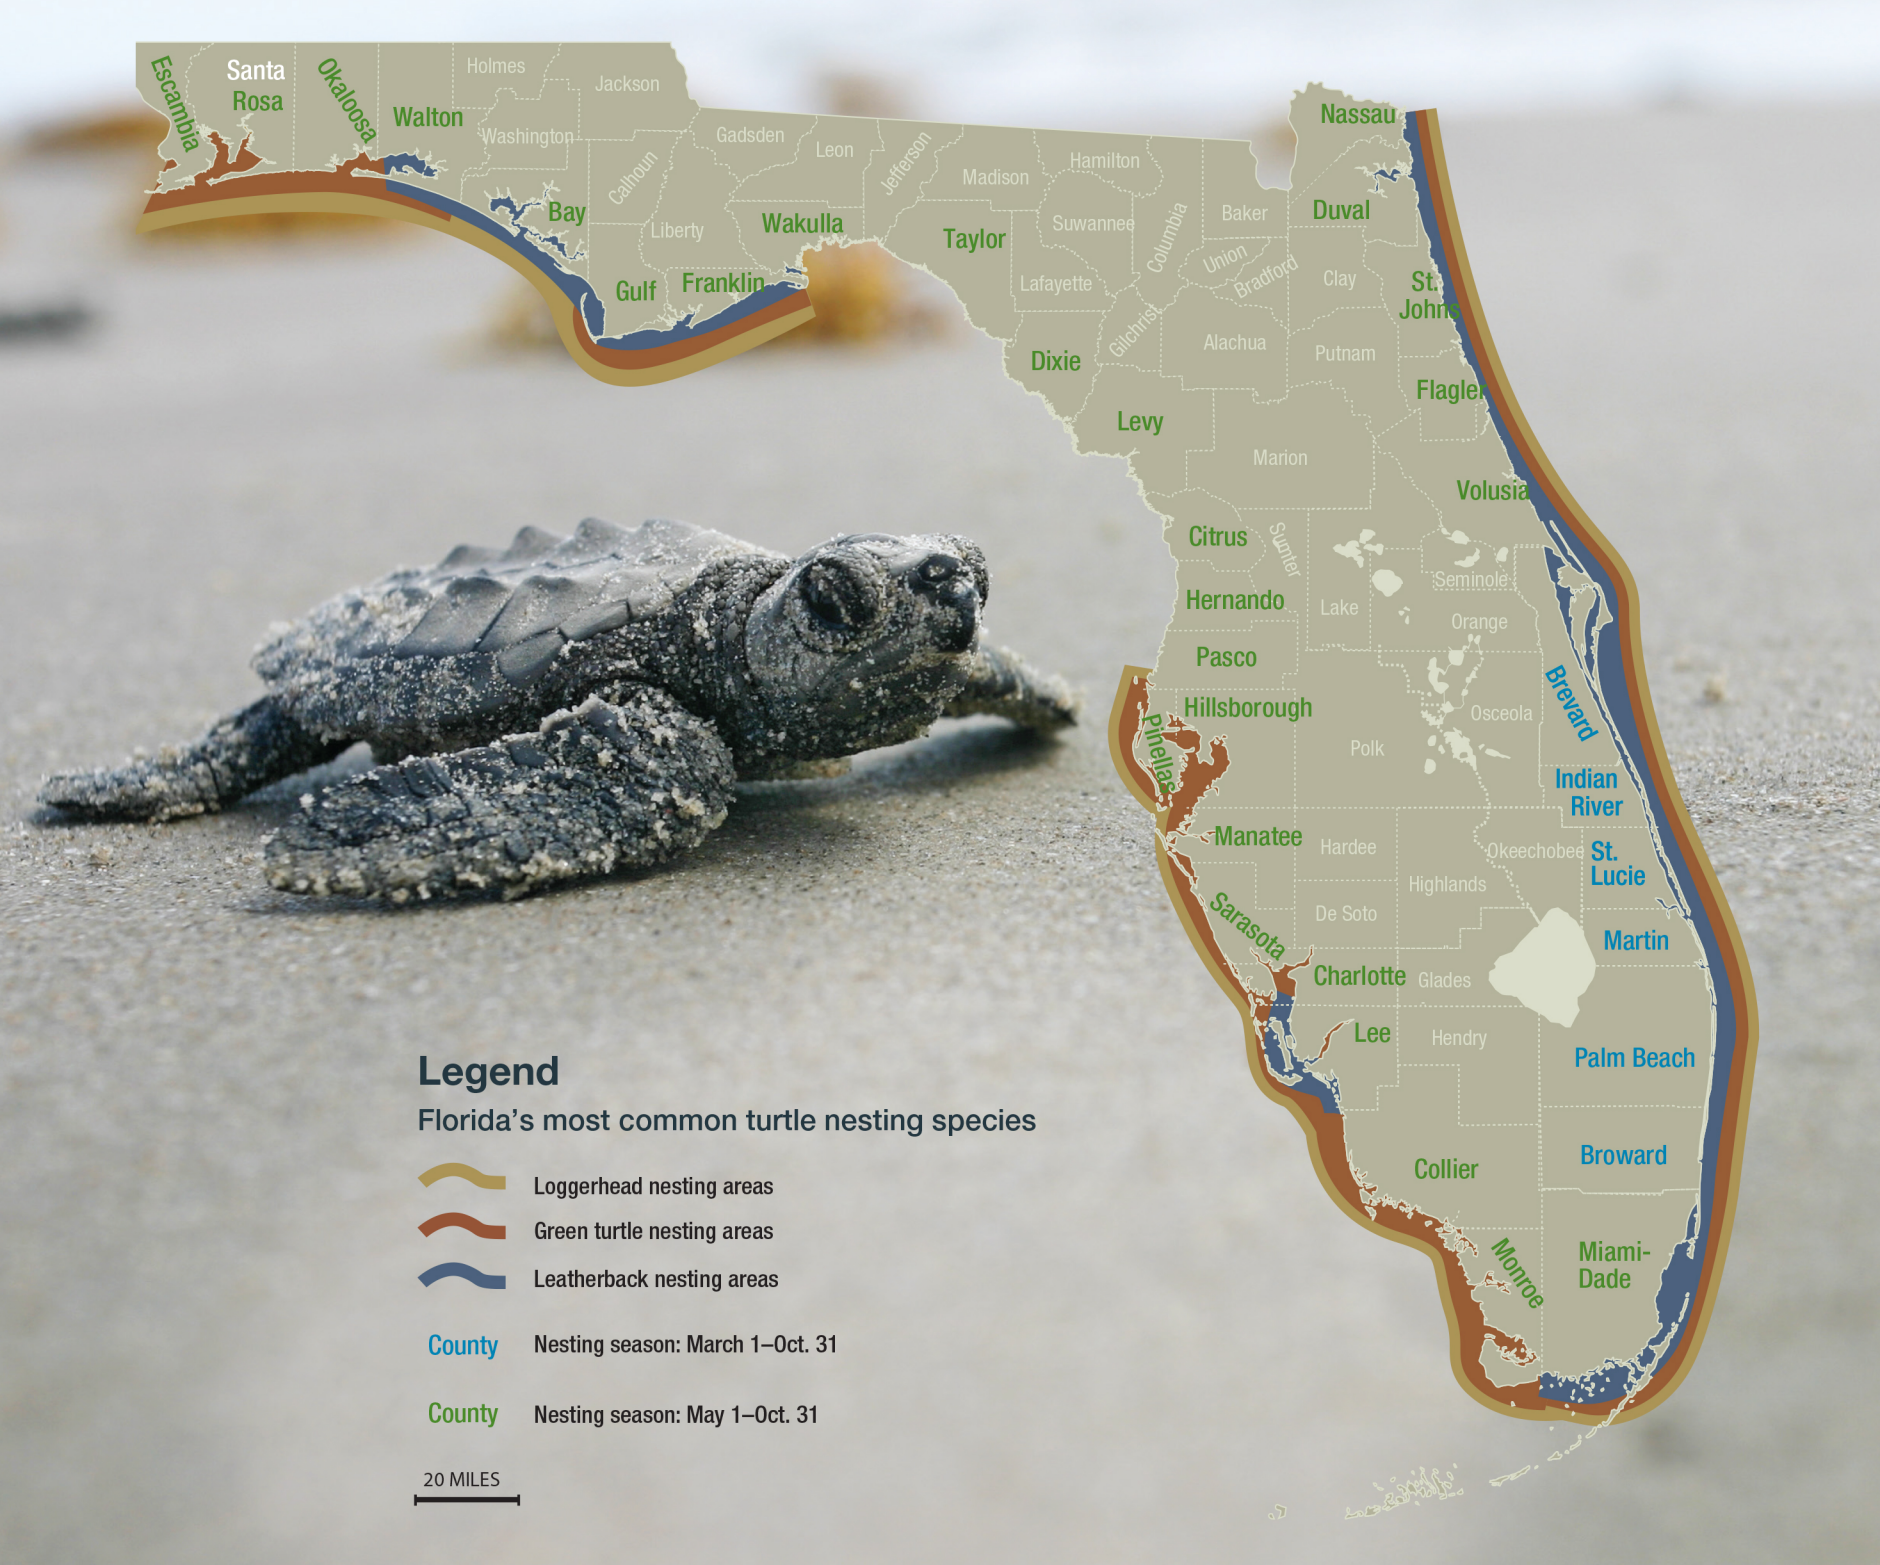 Escambia
Santa
Rosa
Okaloosa
Walton
Holmes
Jackson
Washington
Bay
Calhoun
Gulf
Liberty
Franklin
Gadsden
Leon
Wakulla
Jefferson
Madison
Taylor
Hamilton
Suwannee
Lafayette
Dixie
Columbia
Gilchrist
Levy
Baker
Union
Bradford
Alachua
Nassau
Duval
Clay
St.
Johns
Putnam
Flagler
Marion
Volusia
Citrus
Sumter
Hernando
Lake
Seminole
Orange
Pasco
Pinellas
Hillsborough
Polk
Osceola
Brevard
Indian
River
Manatee
Hardee
Okeechobee
St.
Lucie
Highlands
Sarasota
De Soto
Martin
Charlotte
Glades
Lee
Hendry
Palm Beach
Broward
Collier
Monroe
Miami-
Dade
Legend
Florida's most common turtle nesting species
Loggerhead nesting areas
Green turtle nesting areas
Leatherback nesting areas
County Nesting season: March 1–Oct. 31
County Nesting season: May 1–Oct. 31
20 MILES